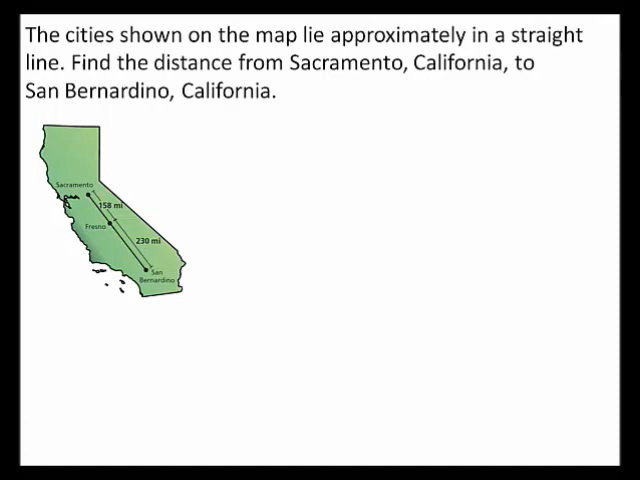 The cities shown on the map lie approximately in a straight
line. Find the distance from Sacramento, California, to
San Bernardino, California.
Sacramento
158 mi
Fresno
230 mi
San
Bernardino